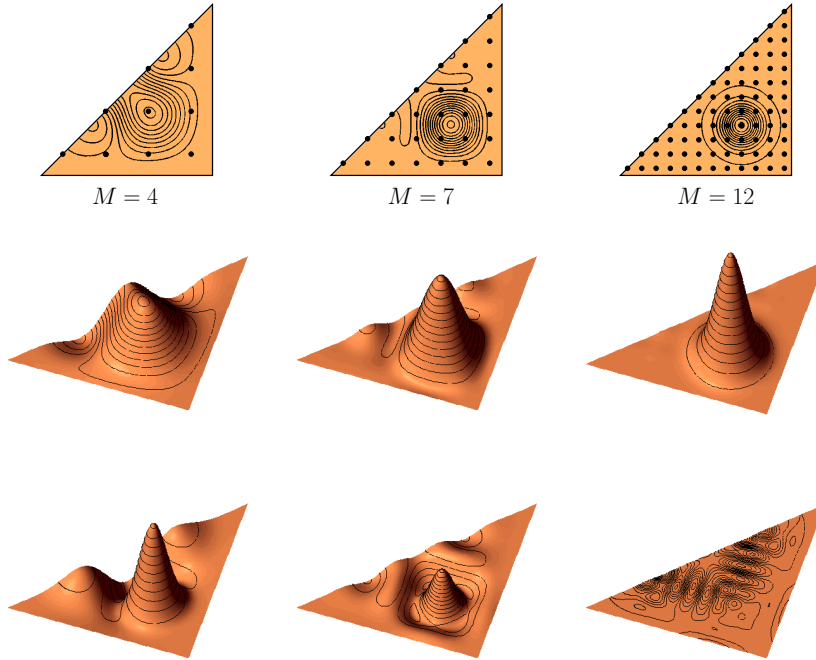 M = 4 M = 7 M = 12